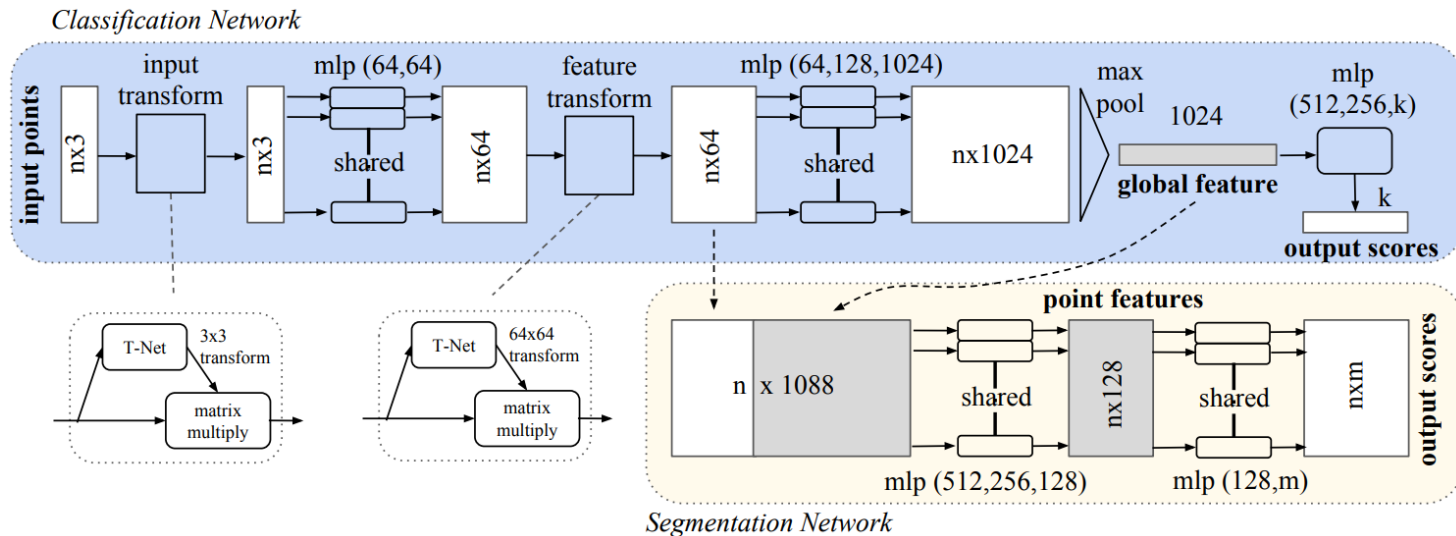 Classification Network
input points
nx3
input
transform
nx3
mlp (64,64)
shared
nx64
feature
transform
nx64
mlp (64,128,1024)
shared
nx1024
max
pool
1024
global feature
mlp
(512,256,k)
k
output scores
T-Net
3x3
transform
matrix
multiply
T-Net
64x64
transform
matrix
multiply
point features
n x 1088
shared
mlp (512,256,128)
nx128
shared
mlp (128,m)
nxm
output scores
Segmentation Network